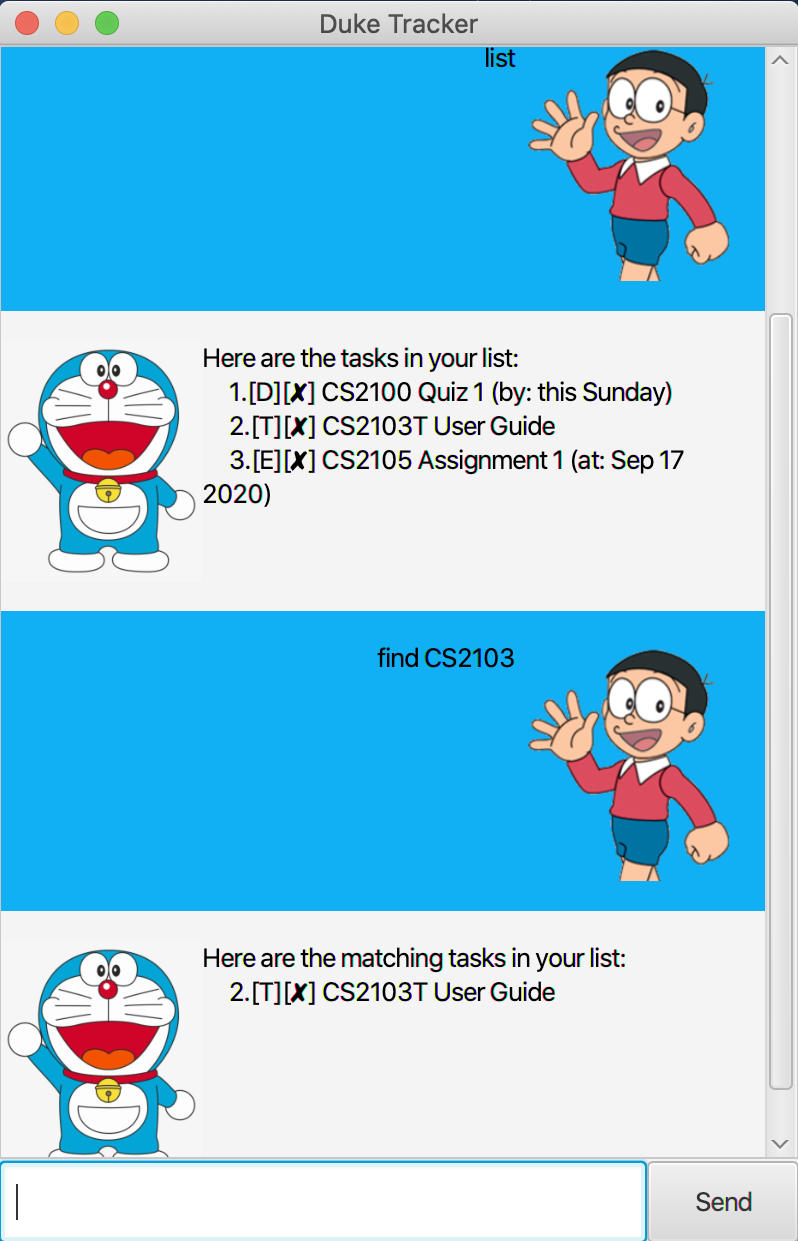 Duke Tracker
list
Here are the tasks in your list:
1.[D][✘] CS2100 Quiz 1 (by: this Sunday)
2.[T][✘] CS2103T User Guide
3.[E][✘] CS2105 Assignment 1 (at: Sep 17
2020)
find CS2103
Here are the matching tasks in your list:
2.[T][✘] CS2103T User Guide
Send